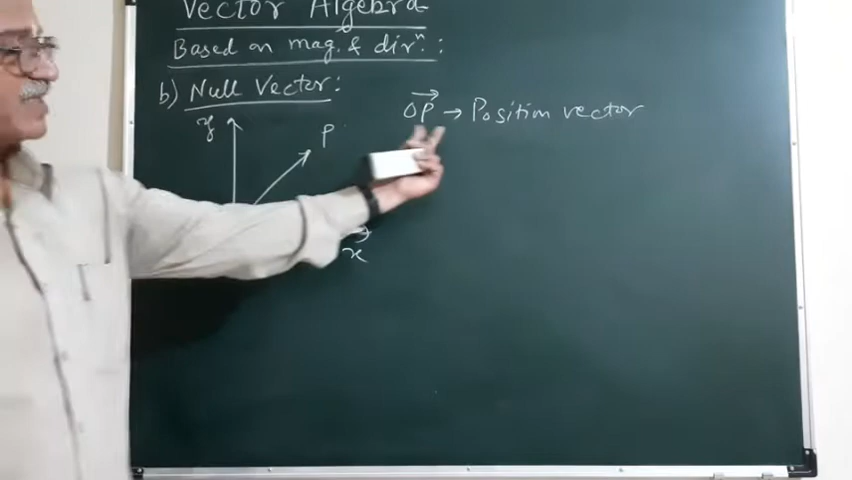 Vector Algebra
Based on mag. & dirⁿ. :
b) Null Vector :
y
P
OP → Position vector
x